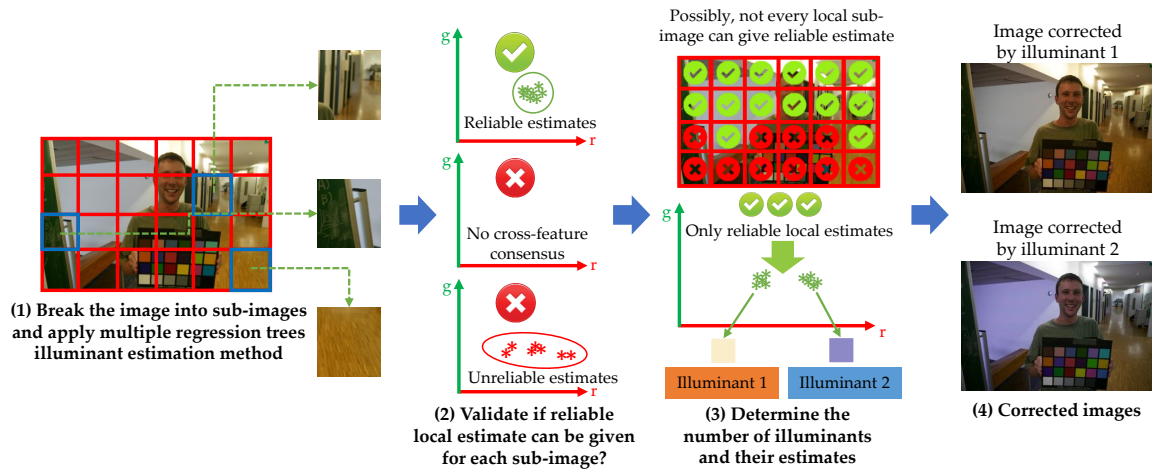 (1) Break the image into sub-images
and apply multiple regression trees
illuminant estimation method
g
Reliable estimates
r
g
No cross-feature
consensus
r
g
Unreliable estimates
r
(2) Validate if reliable
local estimate can be given
for each sub-image?
Possibly, not every local sub-
image can give reliable estimate
g
Only reliable local estimates
r
Illuminant 1
Illuminant 2
(3) Determine the
number of illuminants
and their estimates
Image corrected
by illuminant 1
Image corrected
by illuminant 2
(4) Corrected images